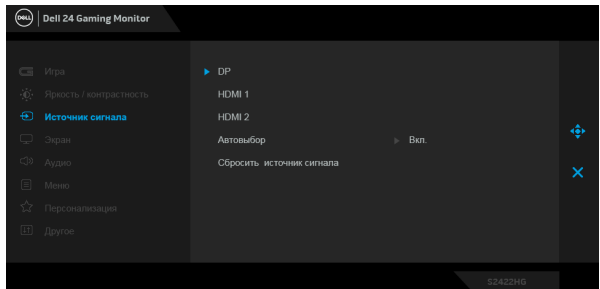 DELL
Dell 24 Gaming Monitor
Игра
Яркость / контрастность
Источник сигнала
Экран
Аудио
Меню
Персонализация
Другое
DP
HDMI 1
HDMI 2
Автовыбор Вкл.
Сбросить источник сигнала
S2422HG